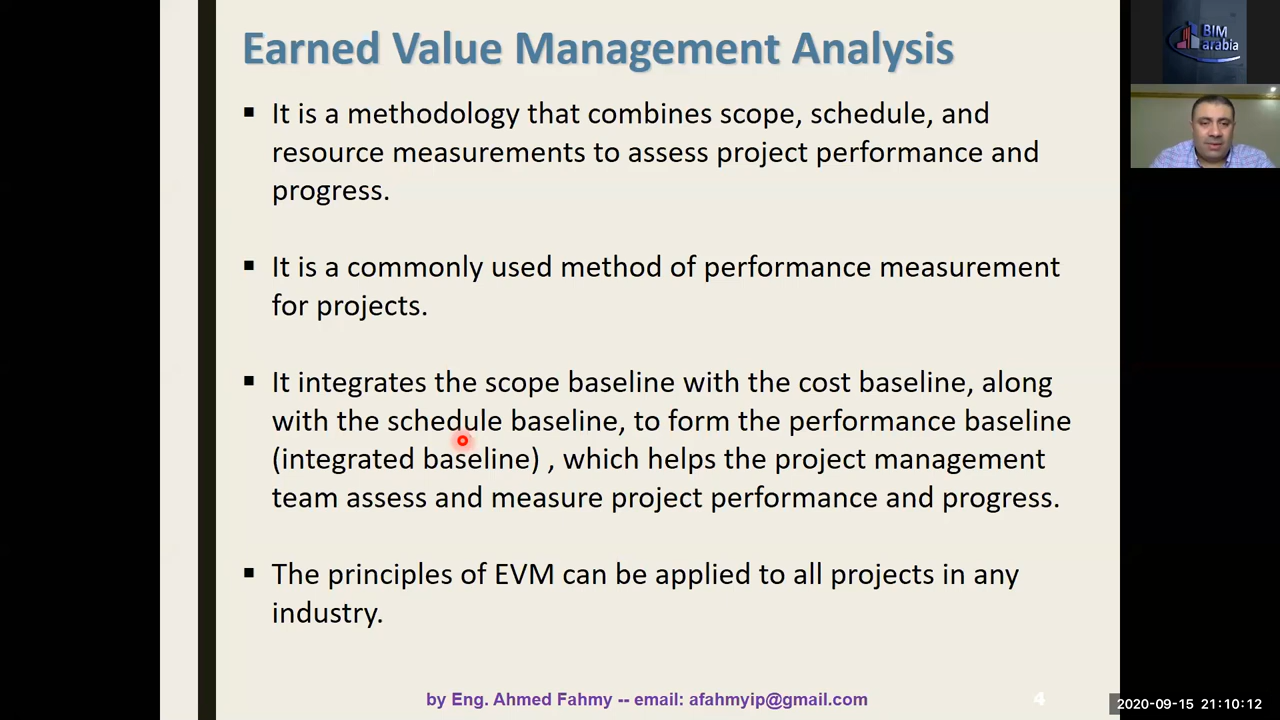 Earned Value Management Analysis
▪ It is a methodology that combines scope, schedule, and
resource measurements to assess project performance and
progress.
▪ It is a commonly used method of performance measurement
for projects.
▪ It integrates the scope baseline with the cost baseline, along
with the schedule baseline, to form the performance baseline
(integrated baseline) , which helps the project management
team assess and measure project performance and progress.
▪ The principles of EVM can be applied to all projects in any
industry.
by Eng. Ahmed Fahmy -- email: afahmyip@gmail.com
4
BIM
arabia
2020-09-15 21:10:12